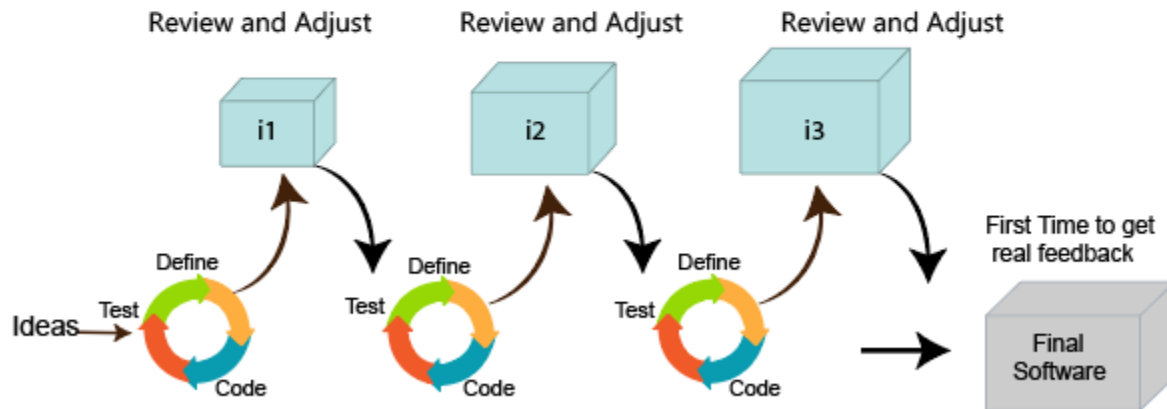 Review and Adjust
Review and Adjust
Review and Adjust
i1
i2
i3
First Time to get
real feedback
Define
Define
Define
Test
Test
Test
Ideas
Code
Code
Code
Final
Software